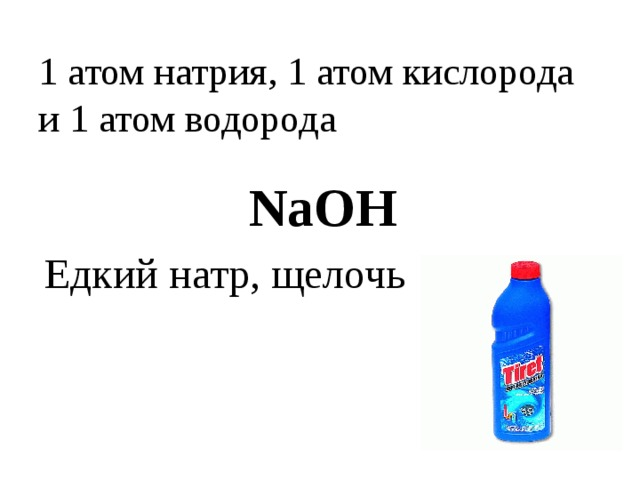 1 атом натрия, 1 атом кислорода
и 1 атом водорода
NaOH
Едкий натр, щелочь
Tiret